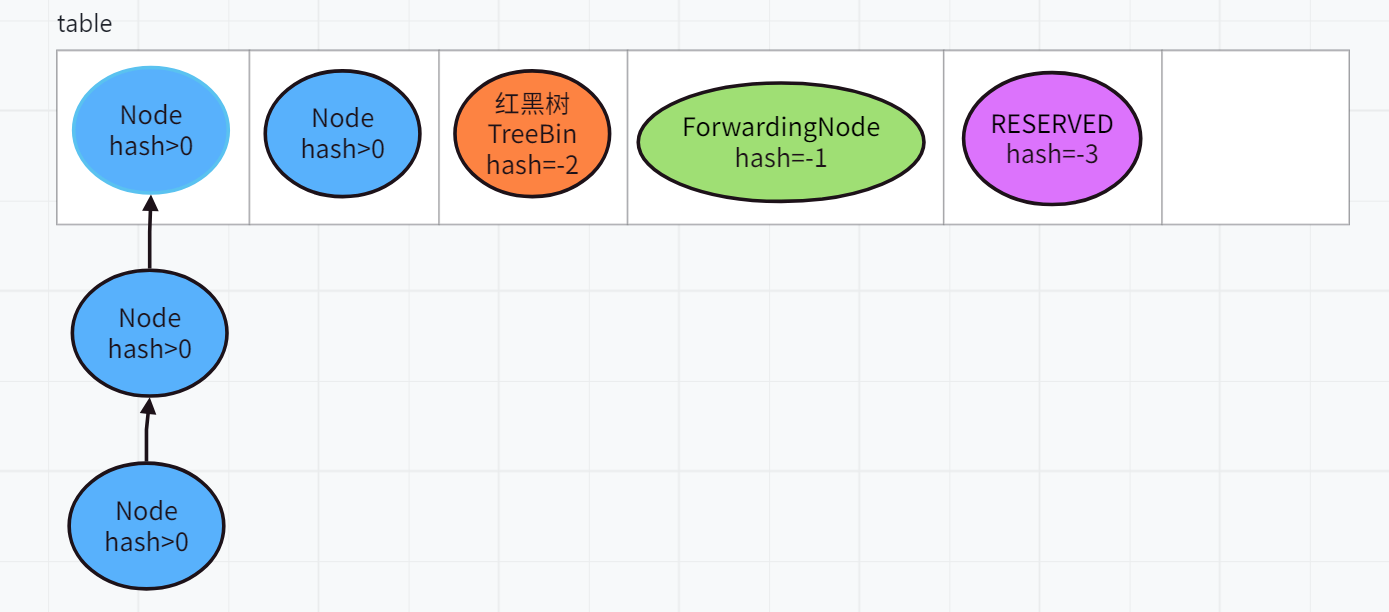 table
Node
hash>0
Node
hash>0
红黑树
TreeBin
hash=-2
ForwardingNode
hash=-1
RESERVED
hash=-3
Node
hash>0
Node
hash>0